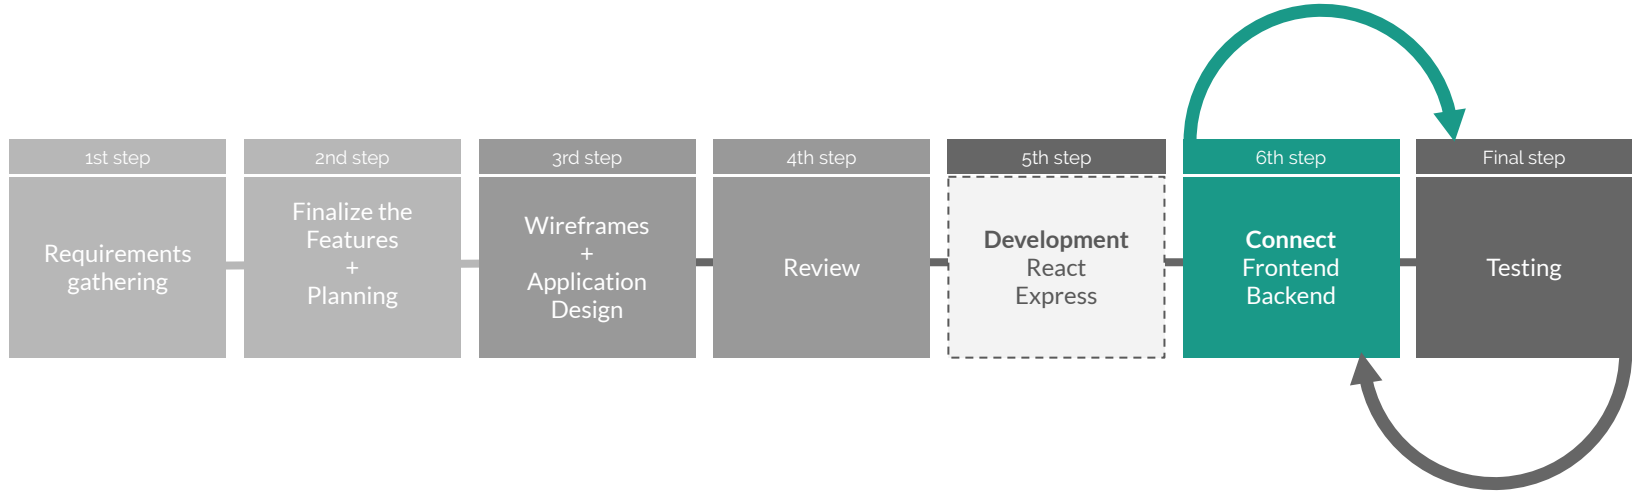 1st step
Requirements
gathering
2nd step
Finalize the
Features
+
Planning
3rd step
Wireframes
+
Application
Design
4th step
Review
5th step
Development
React
Express
6th step
Connect
Frontend
Backend
Final step
Testing